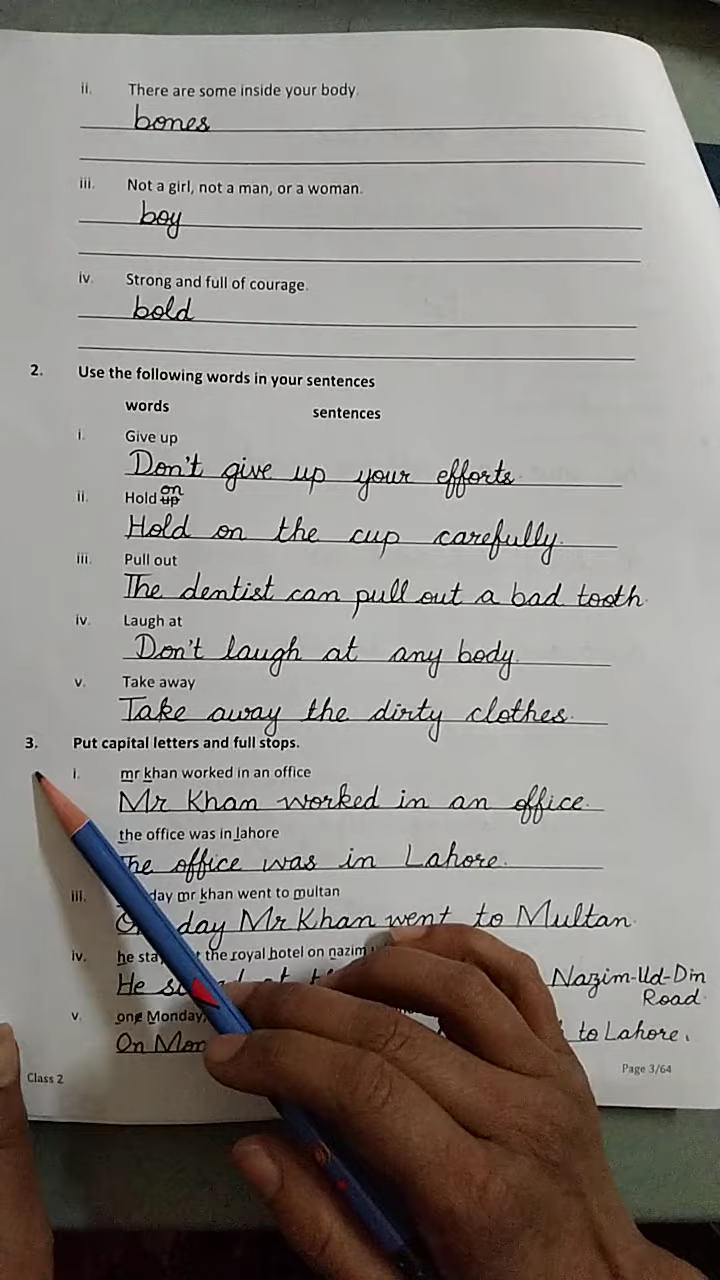 ii. There are some inside your body.
bones
iii. Not a girl, not a man, or a woman.
boy
iv. Strong and full of courage.
bold
2. Use the following words in your sentences
words sentences
i. Give up
Don't give up your efforts.
ii. Hold up on
Hold on the cup carefully.
iii. Pull out
The dentist can pull out a bad tooth.
iv. Laugh at
Don't laugh at any body.
v. Take away
Take away the dirty clothes.
3. Put capital letters and full stops.
i. mr khan worked in an office
Mr Khan worked in an office.
the office was in lahore
The office was in Lahore.
iii. day mr khan went to multan
day Mr Khan went to Multan.
iv. he the royal hotel on nazim
He Nazim-Ud-Din Road
v. one Monday,
On to Lahore.
Class 2 Page 3/64